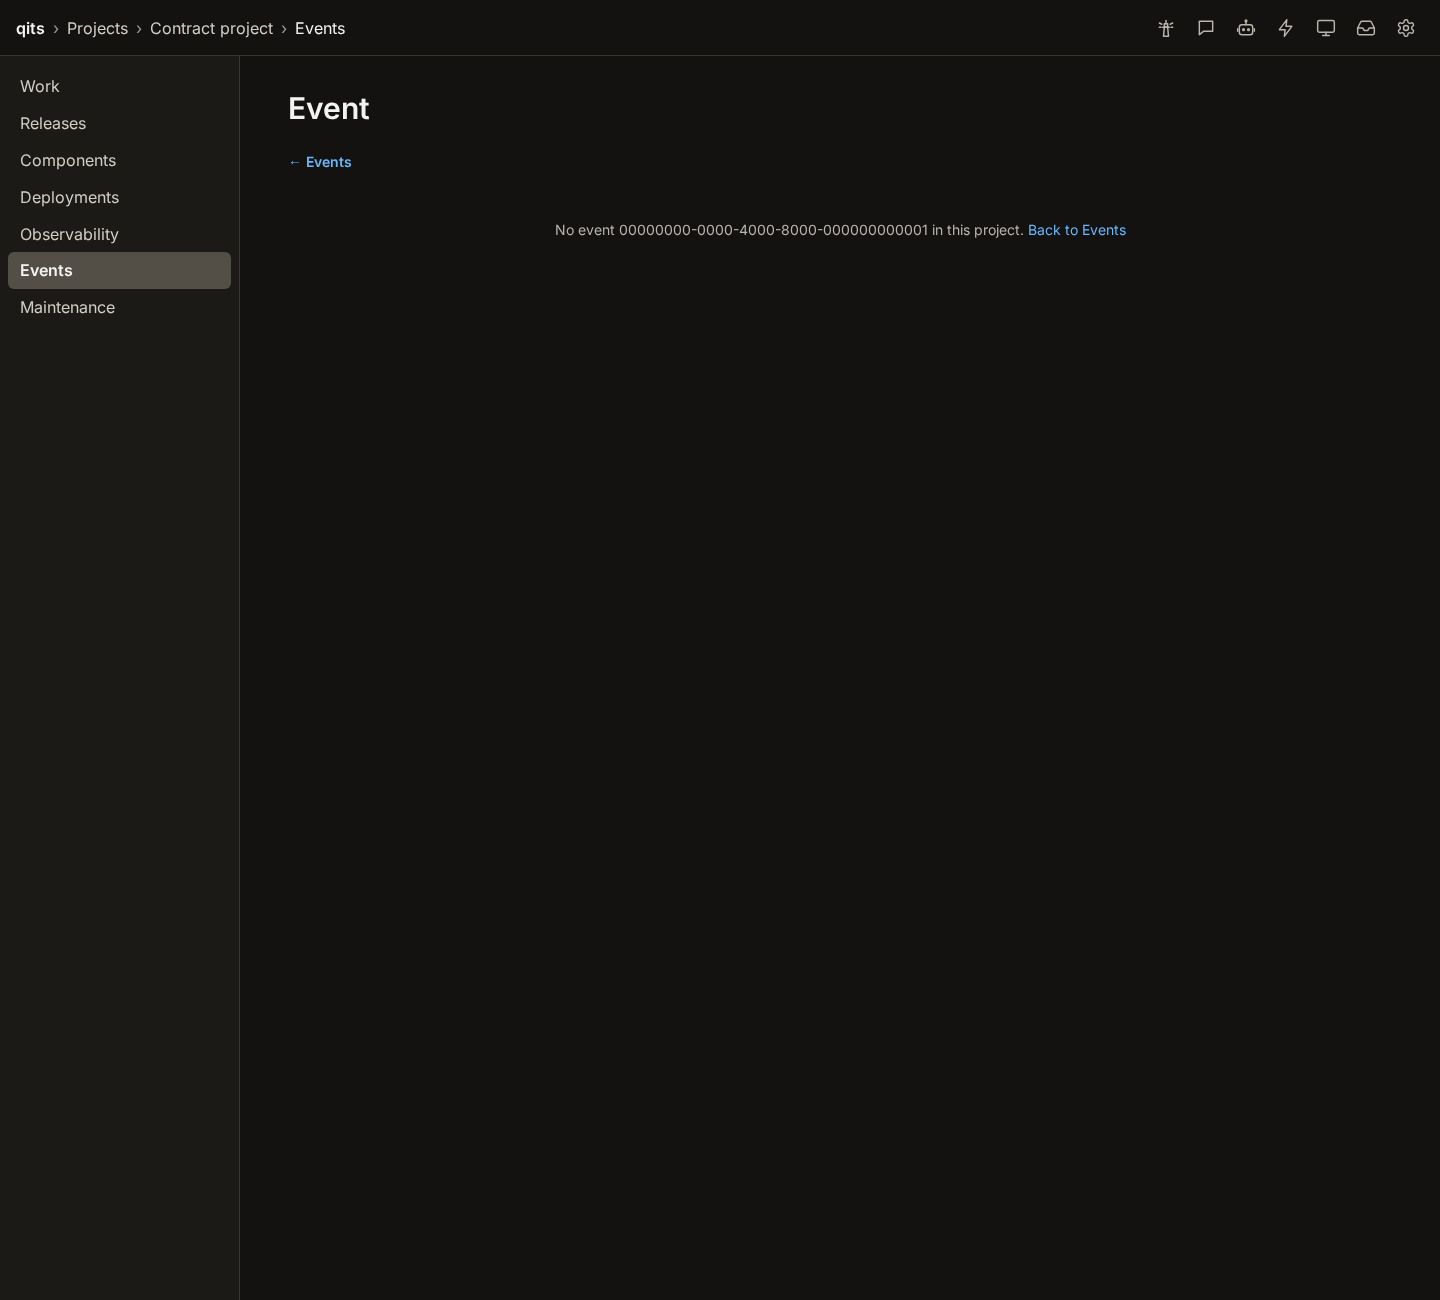 qits › Projects › Contract project › Events
Work
Releases
Components
Deployments
Observability
Events
Maintenance
Event
← Events
No event 00000000-0000-4000-8000-000000000001 in this project. Back to Events